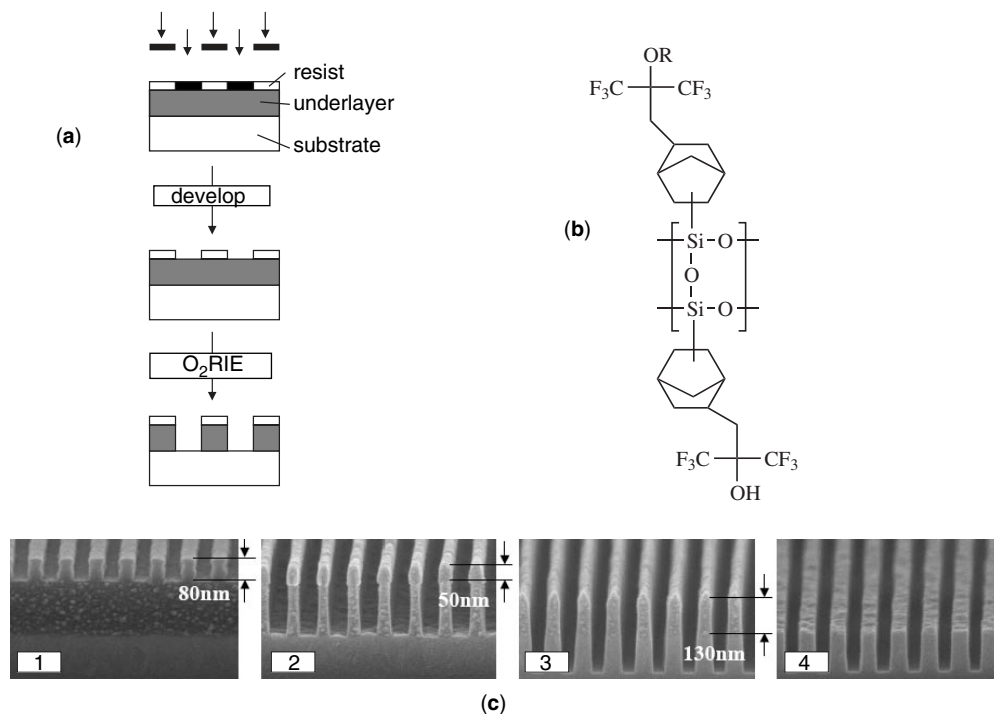 (a)
resist
underlayer
substrate
develop
O₂RIE
(b)
OR
F₃C
CF₃
Si
O
O
Si
O
F₃C
CF₃
OH
80nm
1
50nm
2
130nm
3
4
(c)